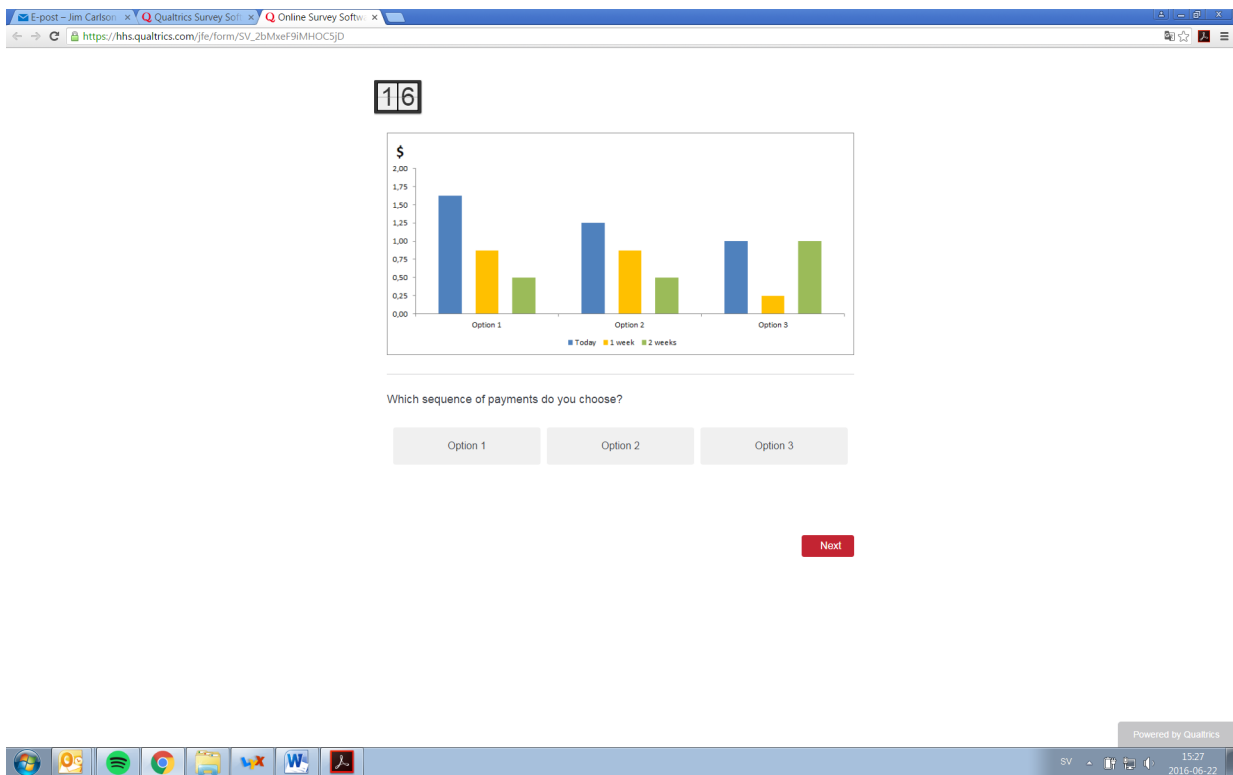 E-post – Jim Carlson
Q Qualtrics Survey Soft
Q Online Survey Softwa
https://hhs.qualtrics.com/jfe/form/SV_2bMxeF9iMHOC5jD
16
$
2,00
1,75
1,50
1,25
1,00
0,75
0,50
0,25
0,00
Option 1 Option 2 Option 3
Today 1 week 2 weeks
Which sequence of payments do you choose?
Option 1 Option 2 Option 3
Next
Powered by Qualtrics
SV 15:27
2016-06-22